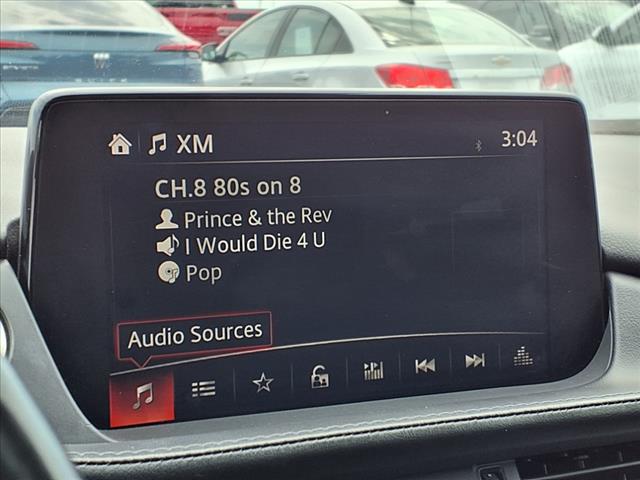 XM
3:04
CH.8 80s on 8
Prince & the Rev
I Would Die 4 U
Pop
Audio Sources